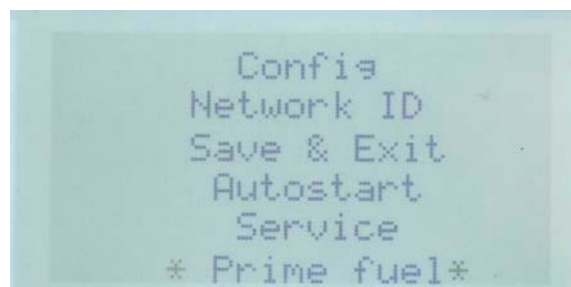 Config
Network ID
Save & Exit
Autostart
Service
* Prime fuel*